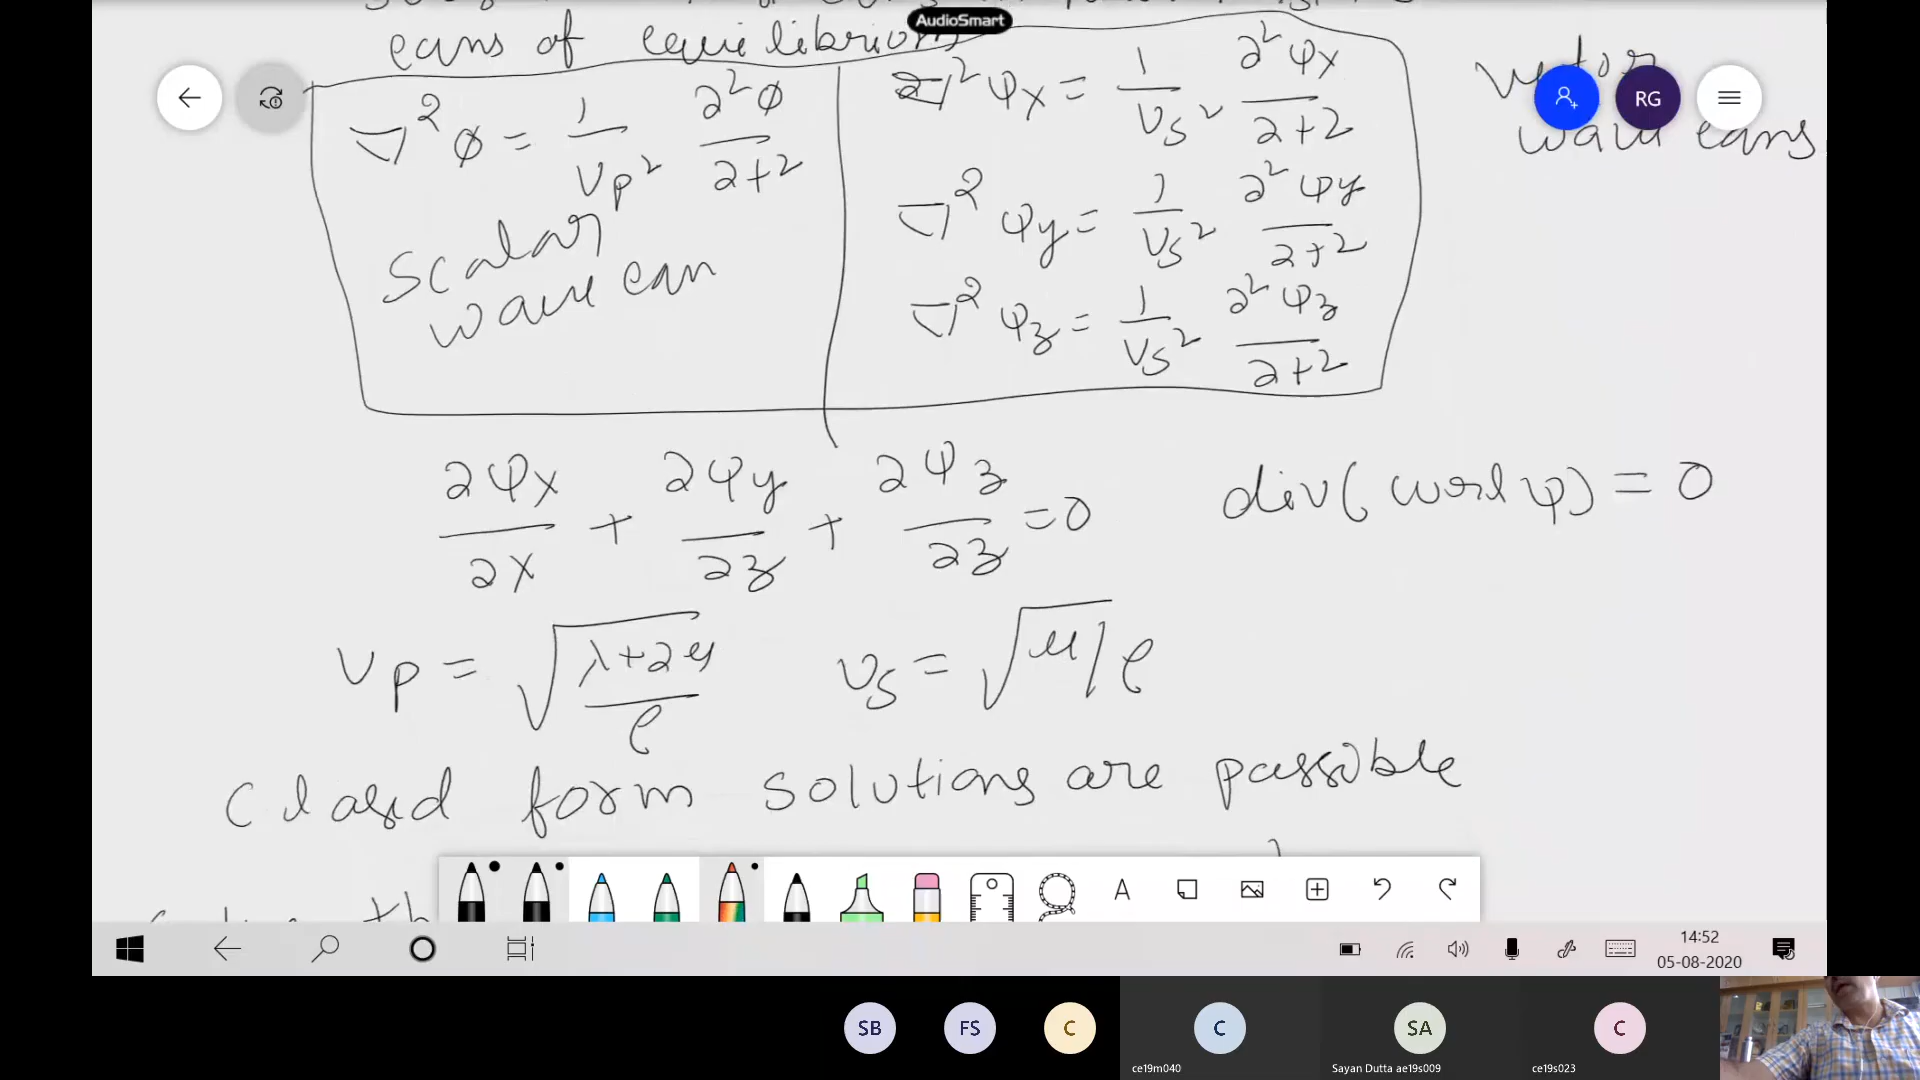 AudioSmart
eqns of equilibrium
∇²φ = 1/Vp² ∂²φ/∂t²
scalar
wave eqn
∇²ψx = 1/Vs² ∂²ψx/∂t²
∇²ψy = 1/Vs² ∂²ψy/∂t²
∇²ψz = 1/Vs² ∂²ψz/∂t²
vector
wave eqns
RG
∂ψx/∂x + ∂ψy/∂z + ∂ψz/∂z = 0
div(curl ψ) = 0
Vp = √((λ+2μ)/ρ)
Vs = √(μ/ρ)
Closed form solutions are possible
A
14:52
05-08-2020
SB
FS
C
C
SA
C
ce19m040
Sayan Dutta ae19s009
ce19s023